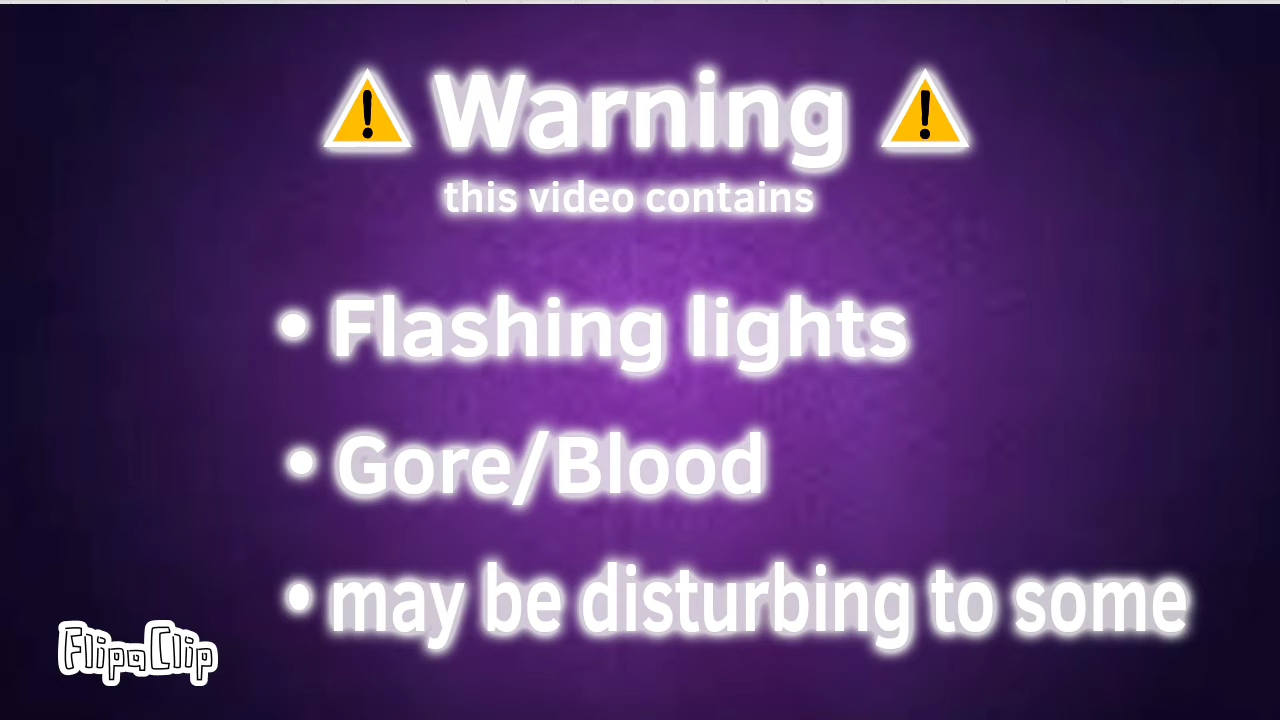 ⚠ Warning ⚠
this video contains
• Flashing lights
• Gore/Blood
• may be disturbing to some
FlipaClip